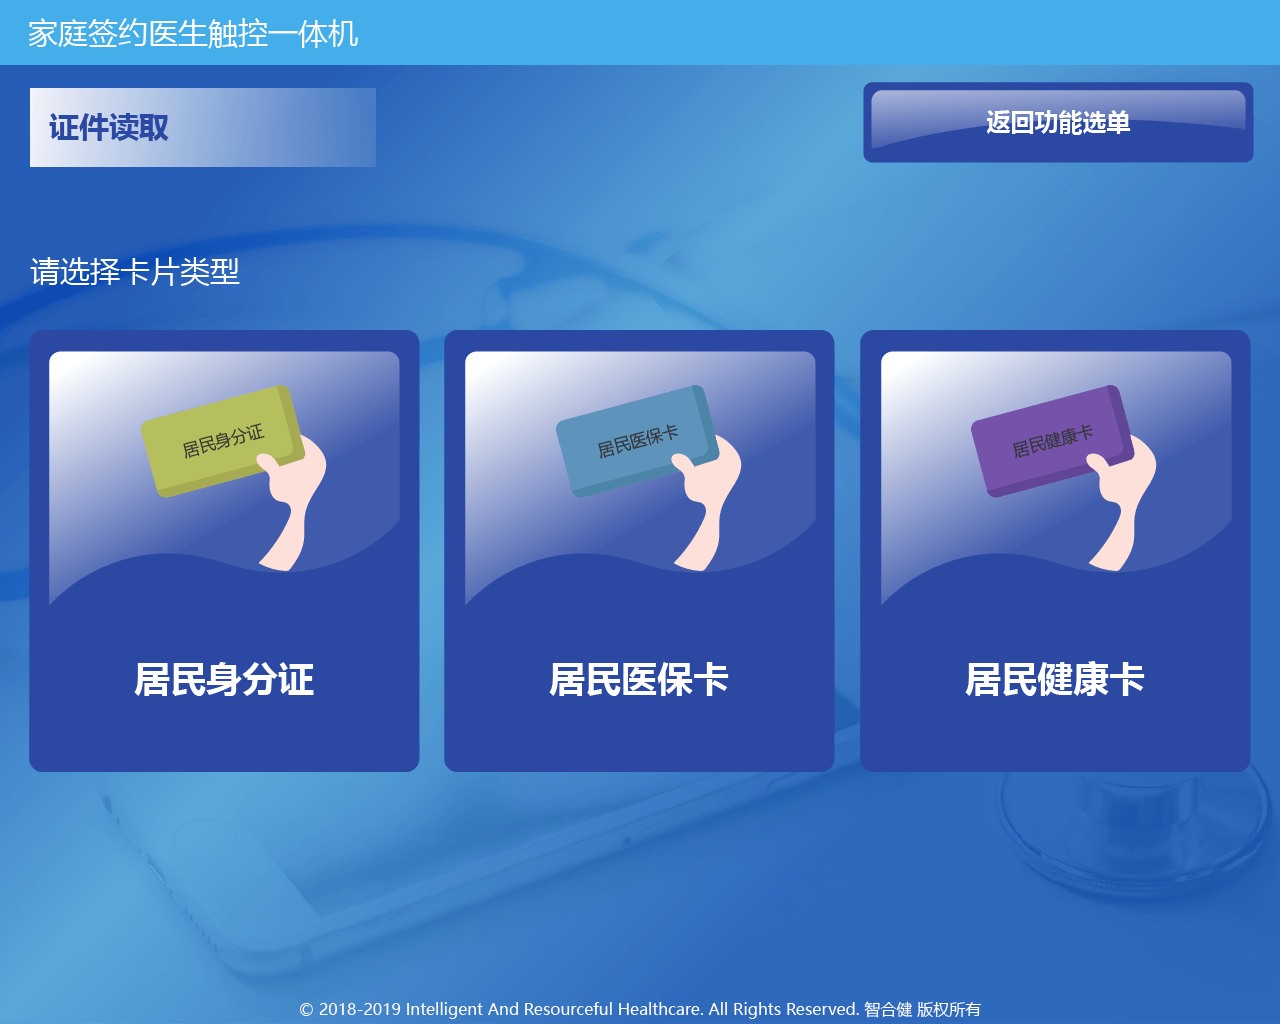 家庭签约医生触控一体机
证件读取
返回功能选单
请选择卡片类型
居民身分证
居民医保卡
居民健康卡
居民身分证
居民医保卡
居民健康卡
© 2018-2019 Intelligent And Resourceful Healthcare. All Rights Reserved. 智合健 版权所有